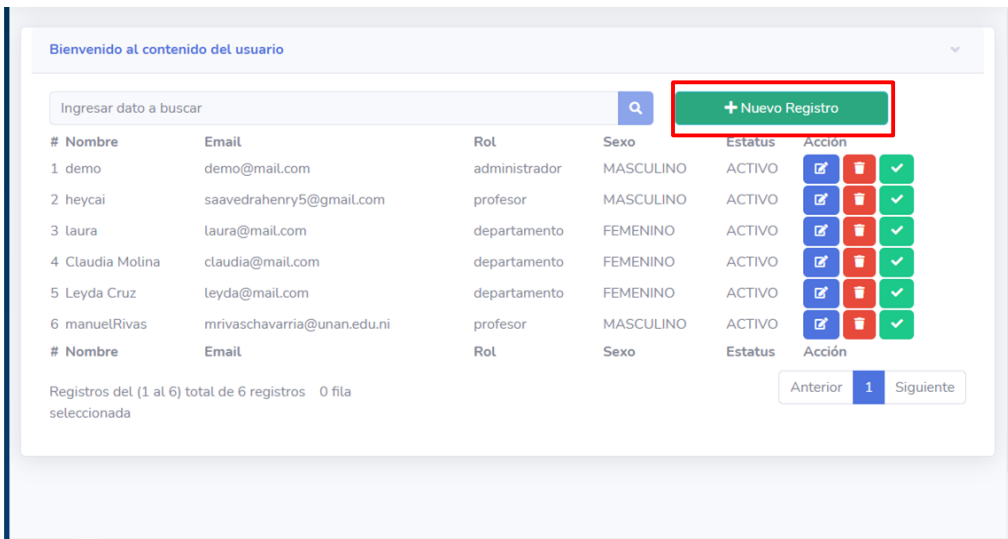 Bienvenido al contenido del usuario
Ingresar dato a buscar
Nuevo Registro
# Nombre Email Rol Sexo Estatus Acción
1 demo demo@mail.com administrador MASCULINO ACTIVO
2 heycai saavedrahenry5@gmail.com profesor MASCULINO ACTIVO
3 laura laura@mail.com departamento FEMENINO ACTIVO
4 Claudia Molina claudia@mail.com departamento FEMENINO ACTIVO
5 Leyda Cruz leyda@mail.com departamento FEMENINO ACTIVO
6 manuelRivas mrivaschavarria@unan.edu.ni profesor MASCULINO ACTIVO
# Nombre Email Rol Sexo Estatus Acción
Registros del (1 al 6) total de 6 registros 0 fila
seleccionada
Anterior 1 Siguiente